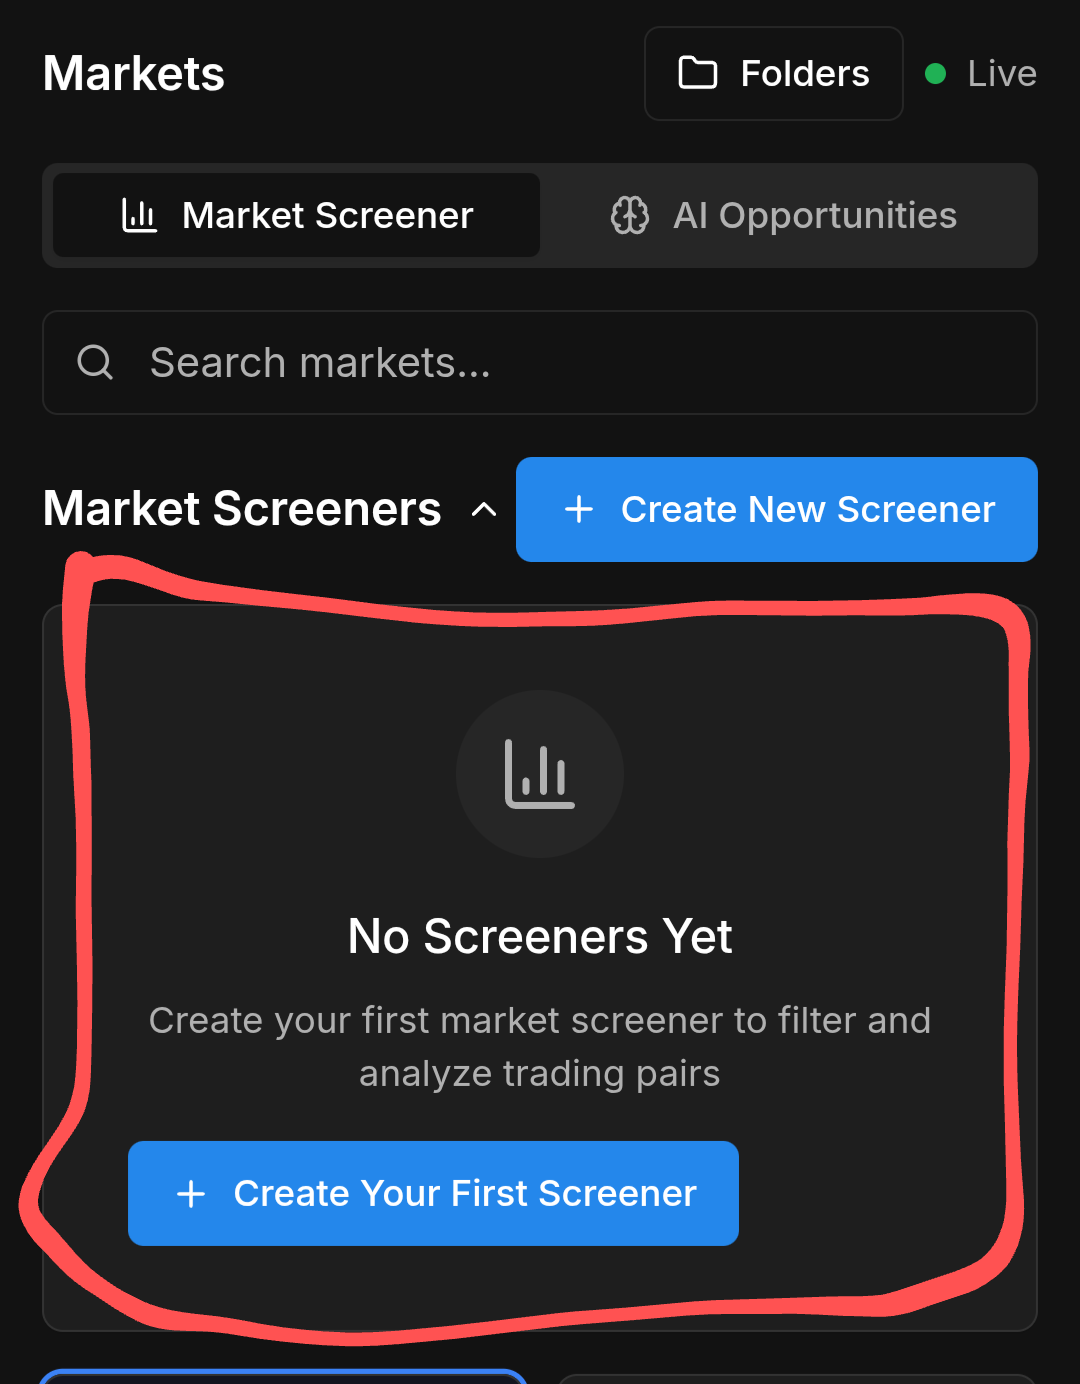 Markets
Folders
Live
Market Screener
AI Opportunities
Search markets...
Market Screeners
Create New Screener
No Screeners Yet
Create your first market screener to filter and
analyze trading pairs
Create Your First Screener